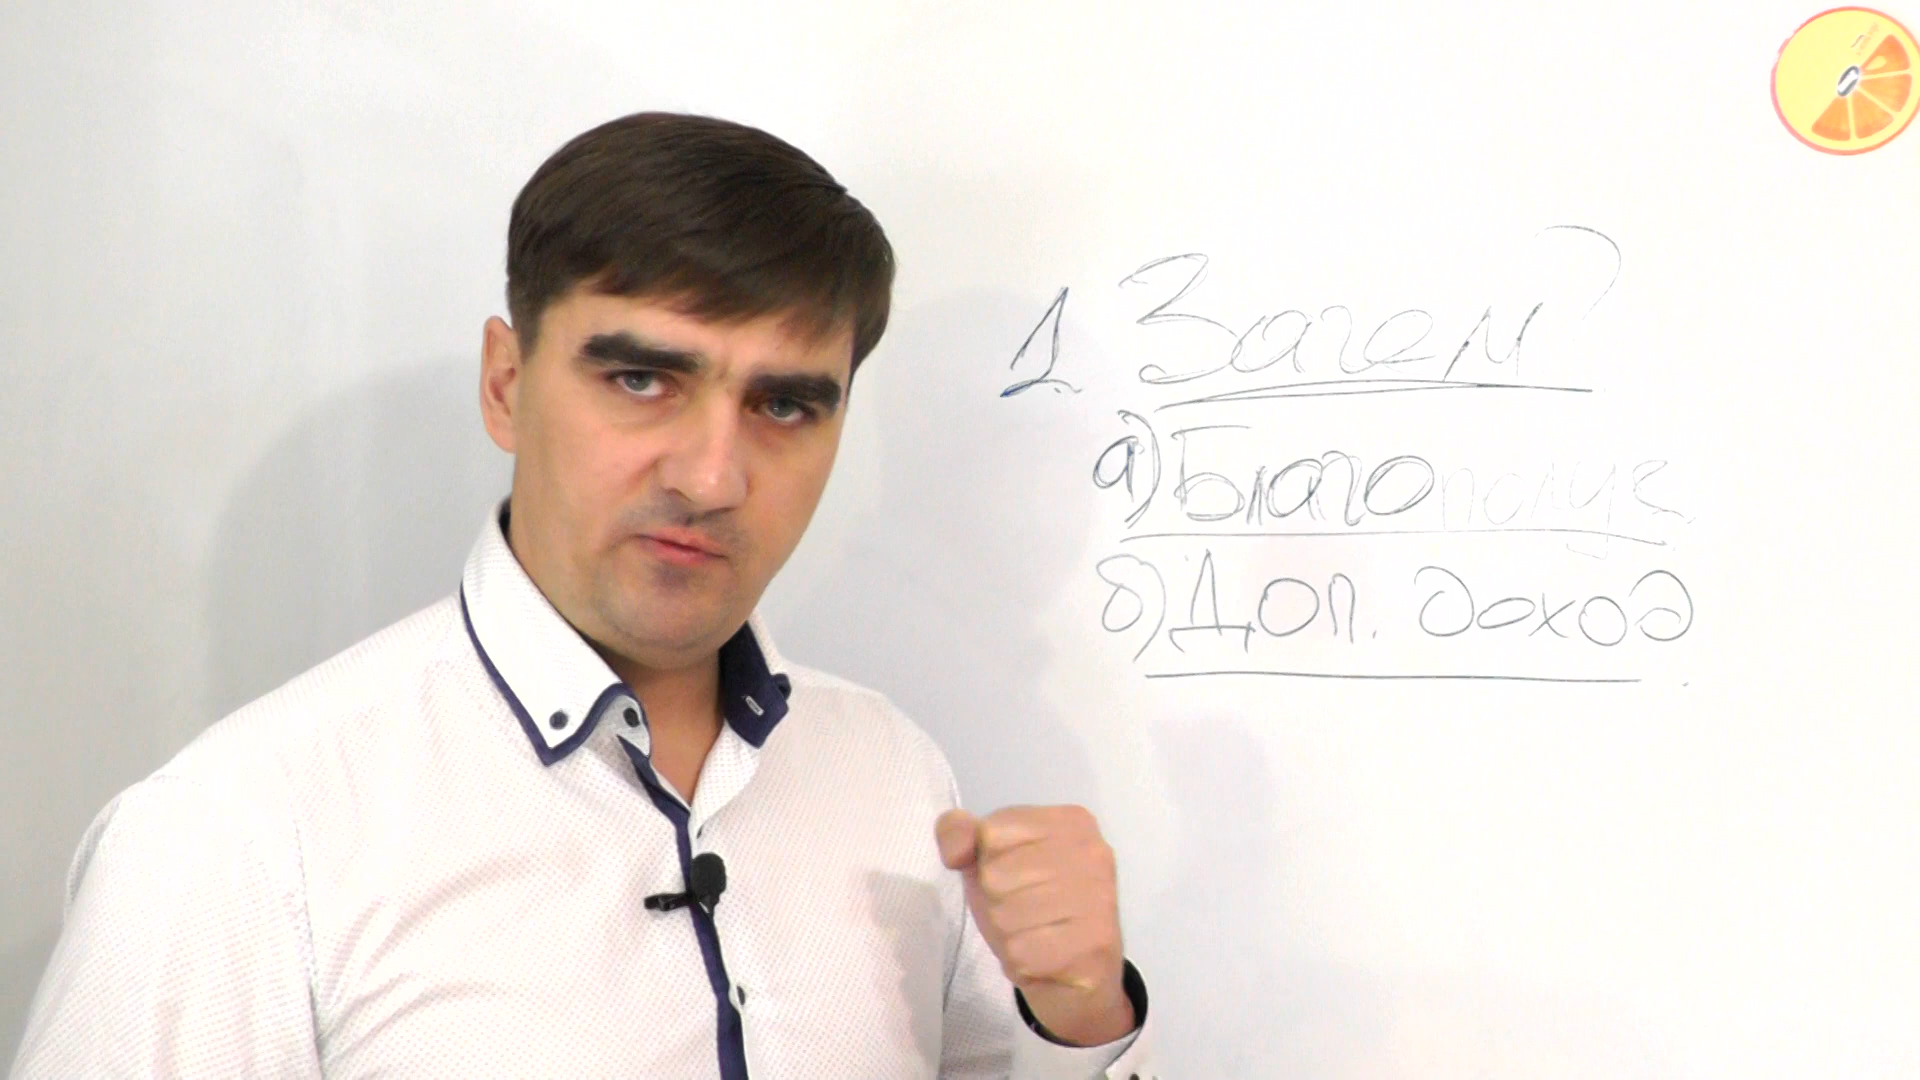 1. Зачем?
а) Благополуч
б) Доп. доход